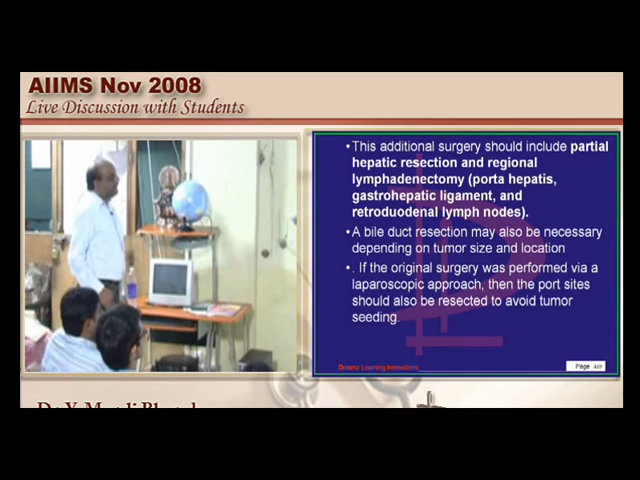 AIIMS Nov 2008
Live Discussion with Students
•This additional surgery should include partial
hepatic resection and regional
lymphadenectomy (porta hepatis,
gastrohepatic ligament, and
retroduodenal lymph nodes).
•A bile duct resection may also be necessary
depending on tumor size and location
•. If the original surgery was performed via a
laparoscopic approach, then the port sites
should also be resected to avoid tumor
seeding.
Learning Innovations
Page